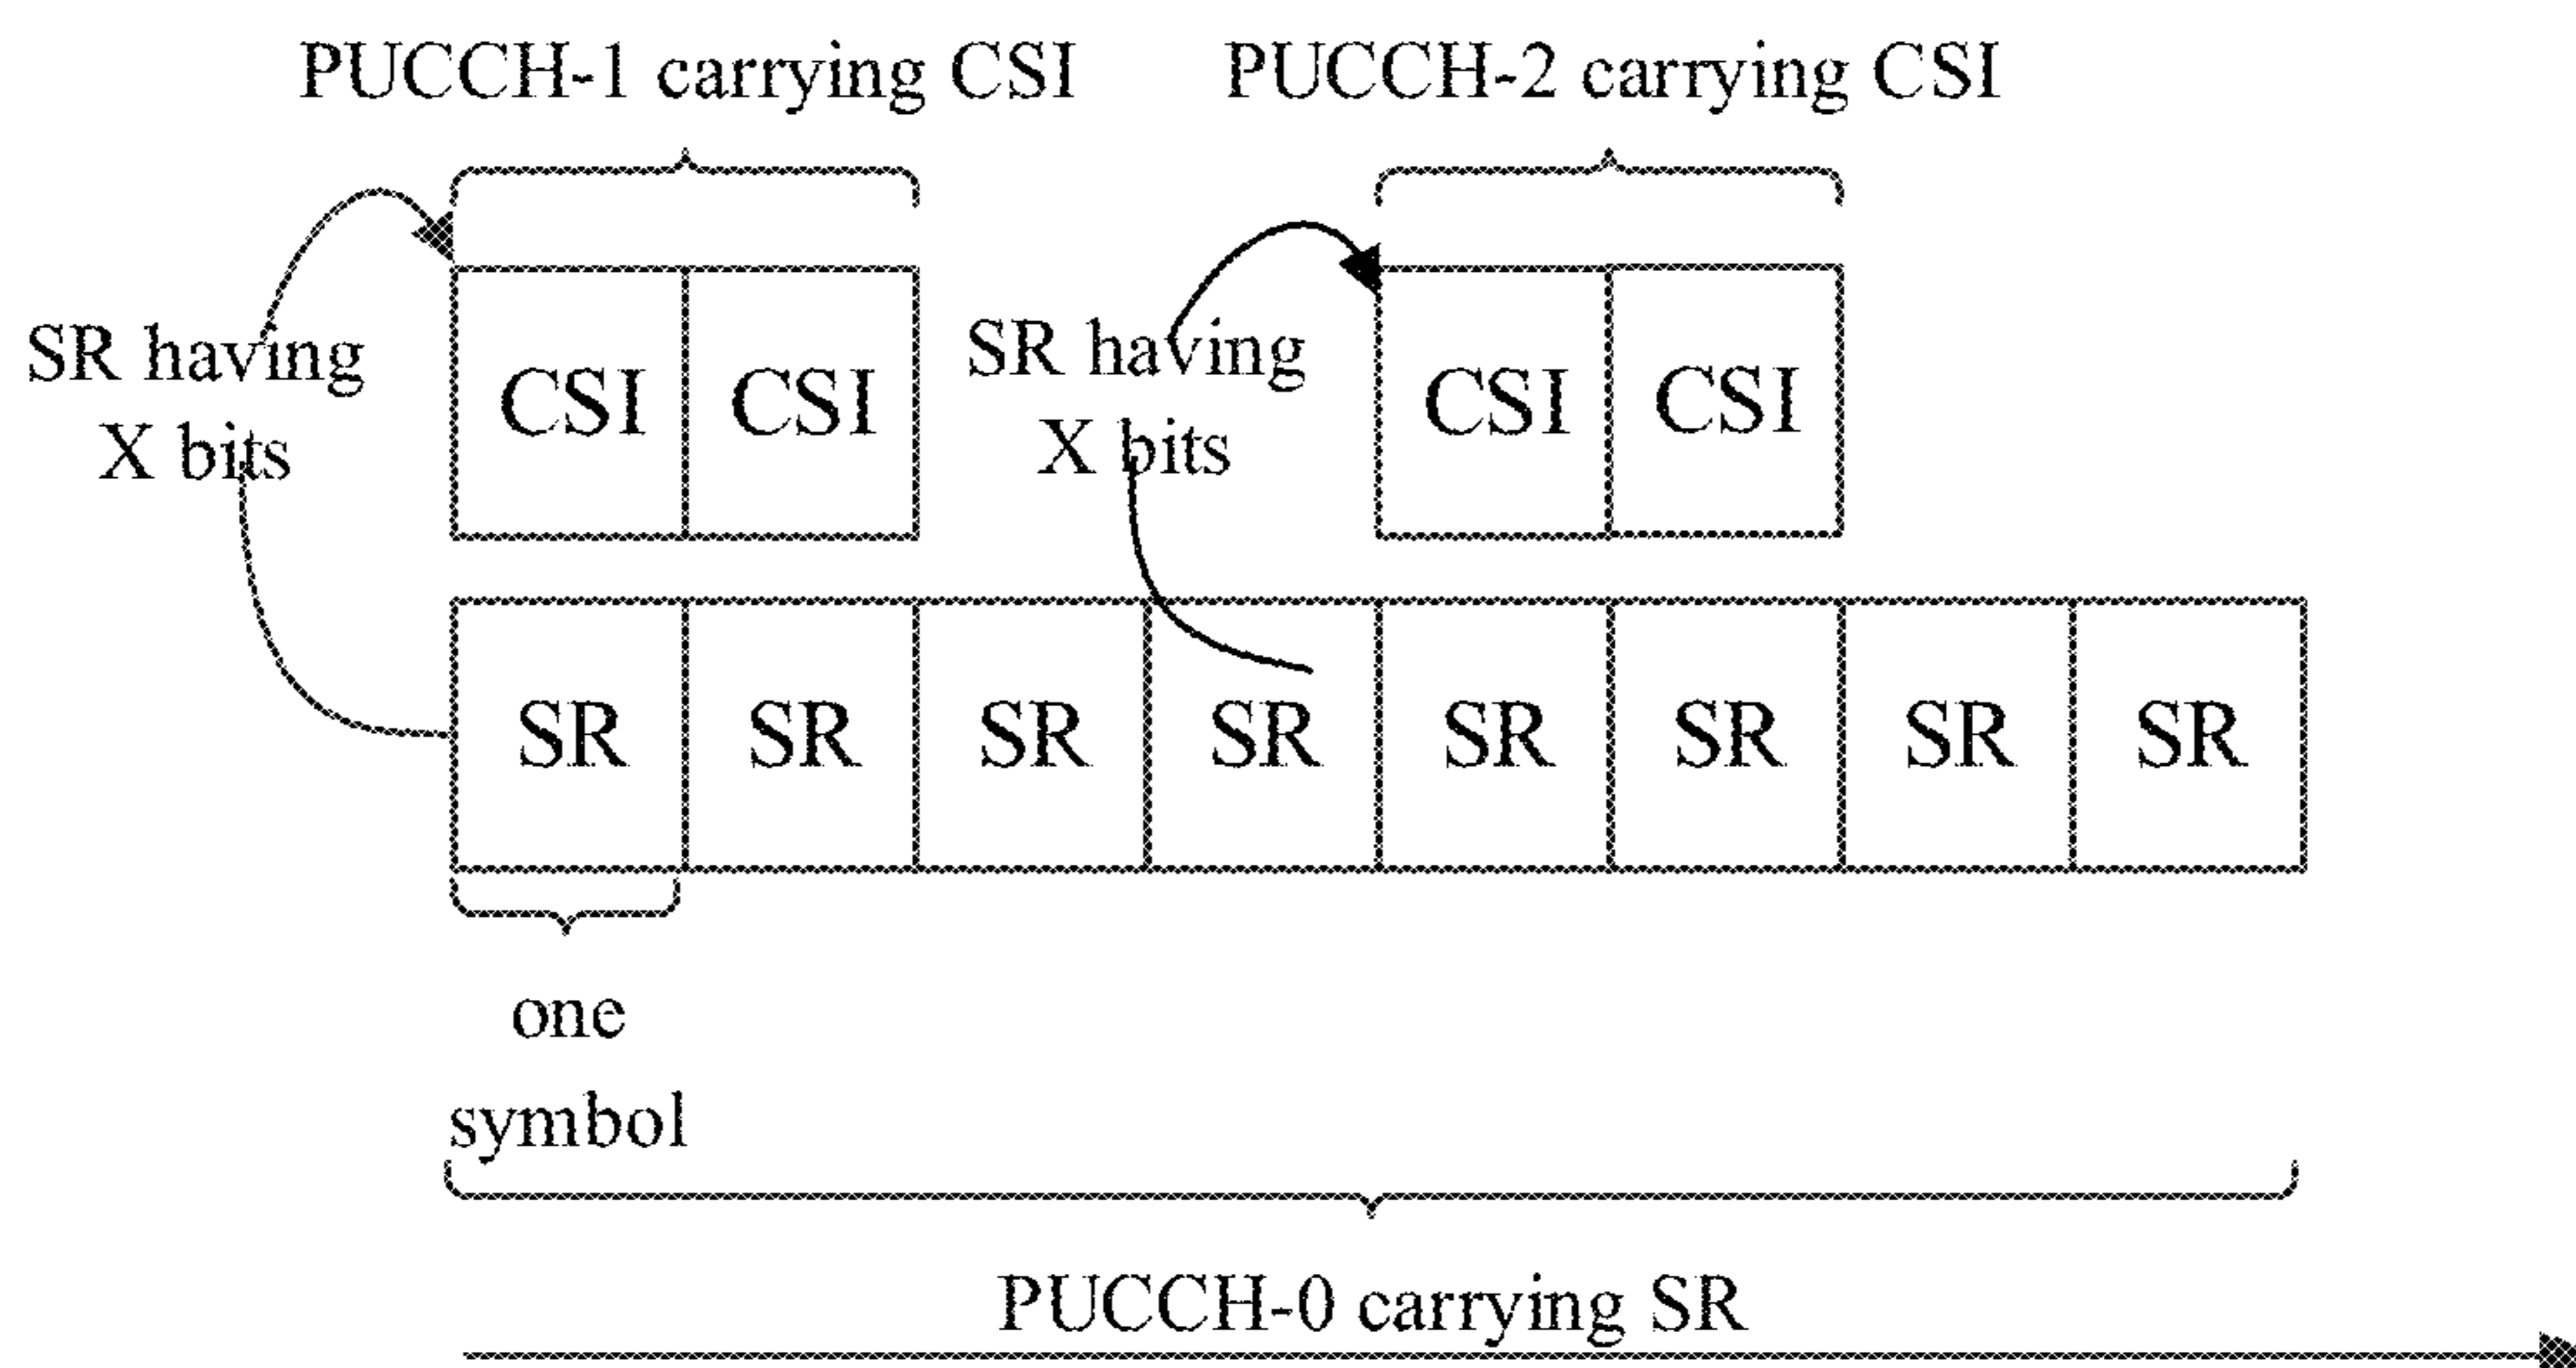 PUCCH-1 carrying CSI PUCCH-2 carrying CSI
SR having
X bits
CSI CSI
SR having
X bits
CSI CSI
SR SR SR SR SR SR SR SR
one
symbol
PUCCH-0 carrying SR